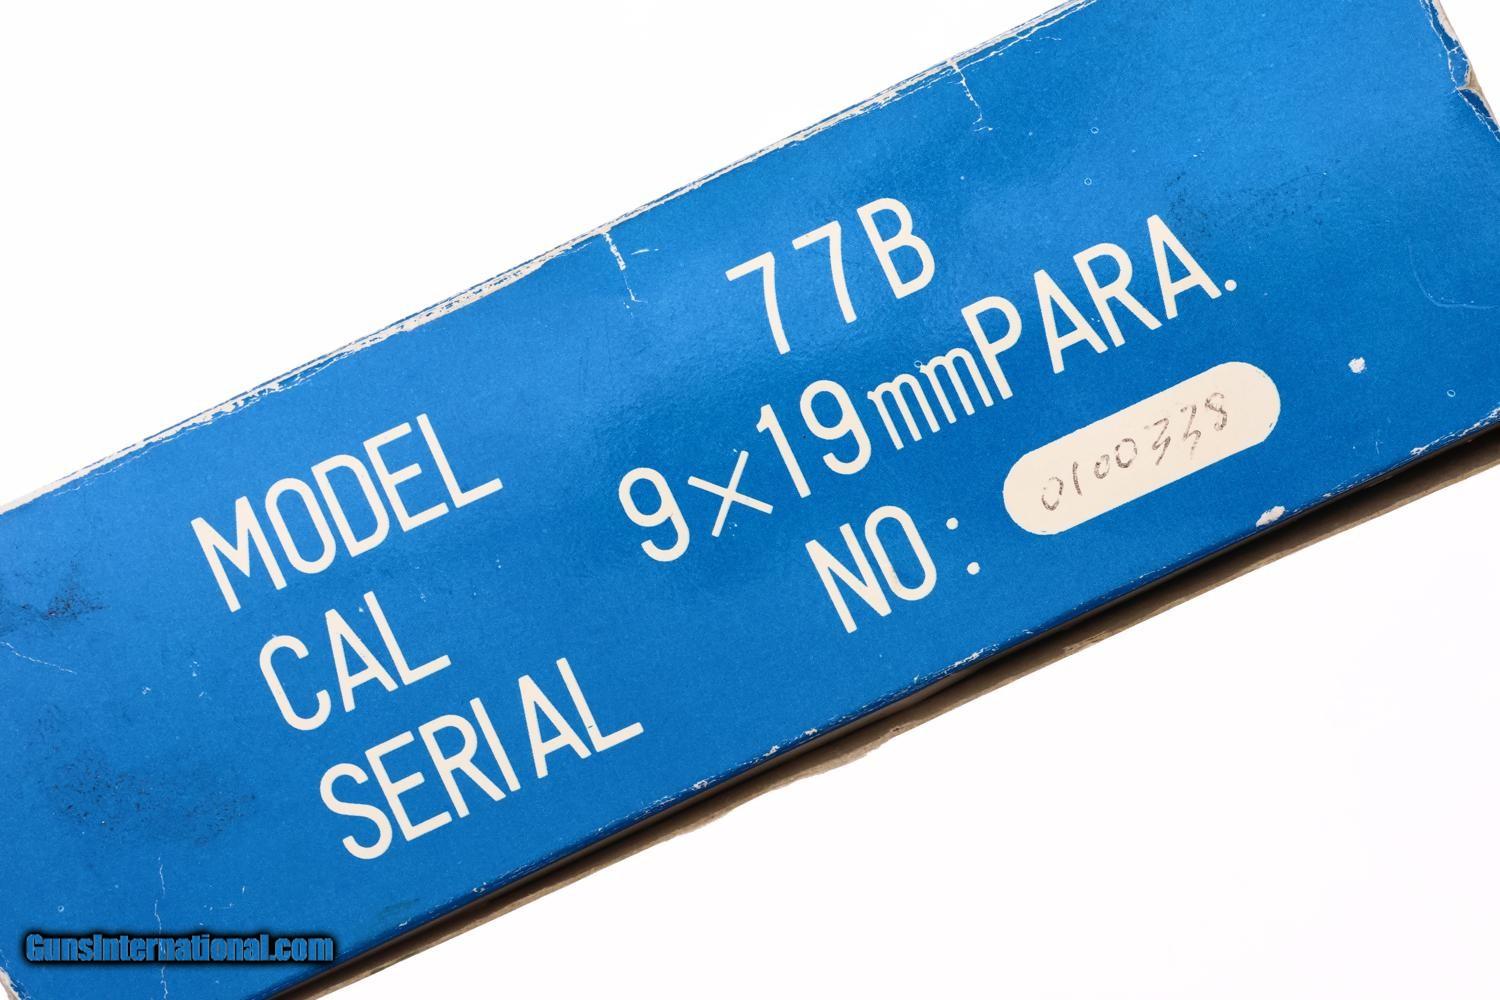 MODEL 77B
CAL 9×19mmPARA.
SERIAL NO: 0100338
GunsInternational.com